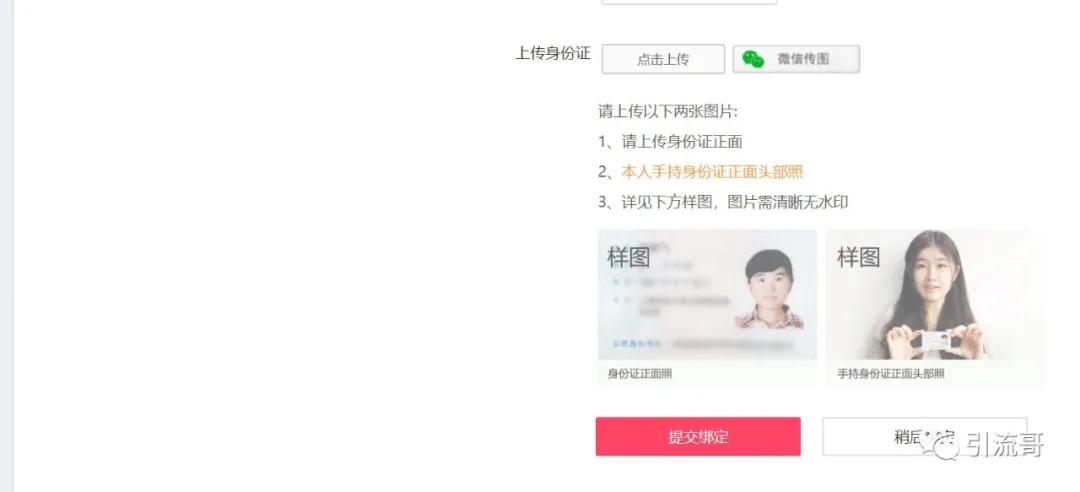 上传身份证 点击上传 微信传图
请上传以下两张图片:
1、请上传身份证正面
2、本人手持身份证正面头部照
3、详见下方样图，图片需清晰无水印
样图 样图
身份证正面照 手持身份证正面头部照
提交绑定 稍后 引流哥